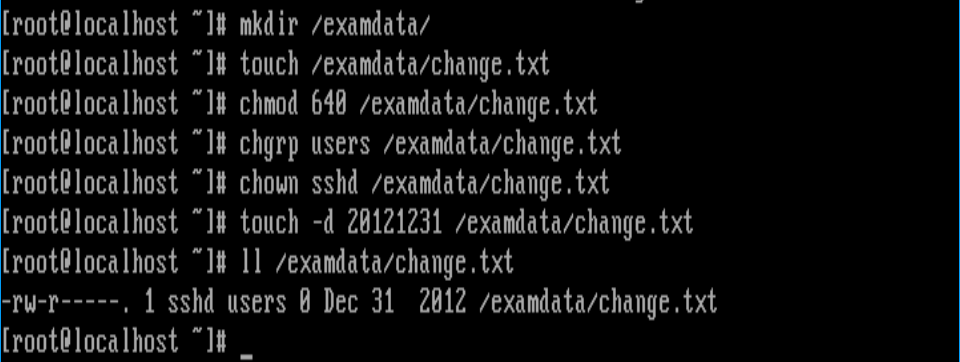 [root@localhost ~]# mkdir /examdata/
[root@localhost ~]# touch /examdata/change.txt
[root@localhost ~]# chmod 640 /examdata/change.txt
[root@localhost ~]# chgrp users /examdata/change.txt
[root@localhost ~]# chown sshd /examdata/change.txt
[root@localhost ~]# touch -d 20121231 /examdata/change.txt
[root@localhost ~]# ll /examdata/change.txt
-rw-r-----. 1 sshd users 0 Dec 31  2012 /examdata/change.txt
[root@localhost ~]# _